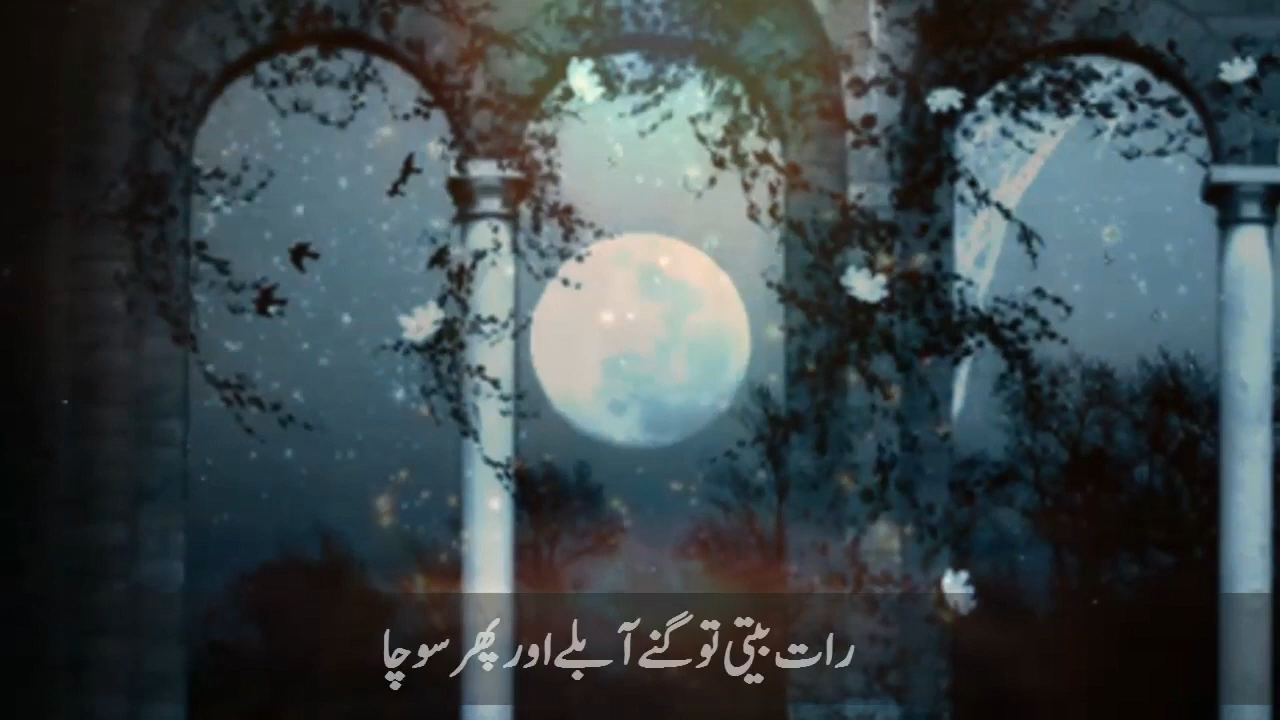 رات بیتی تو گنے آبلے اور پھر سوچا